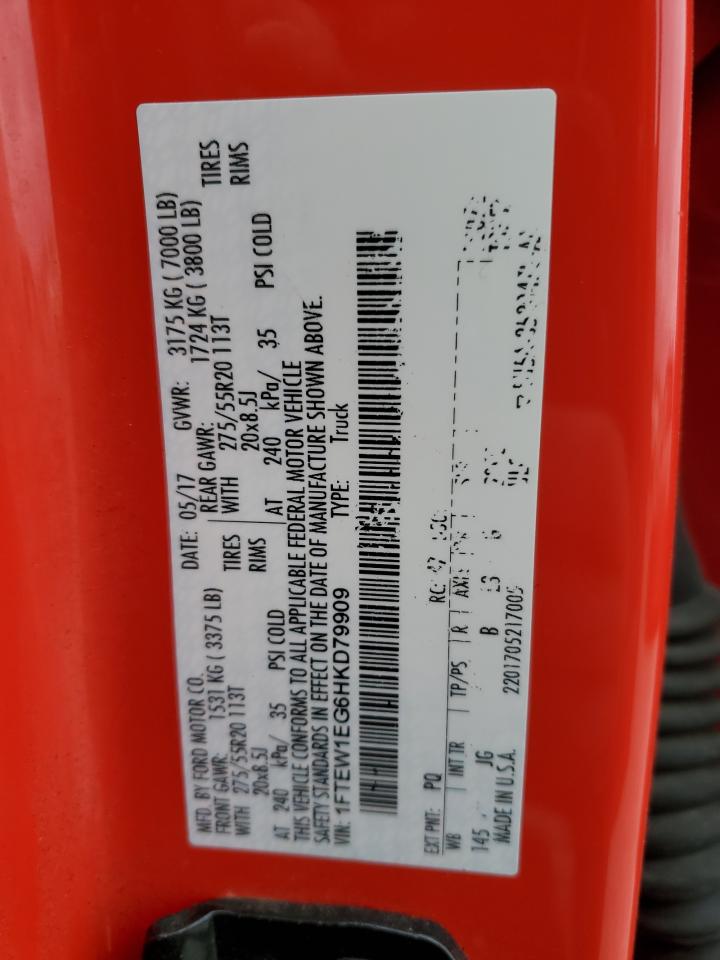 MFD. BY FORD MOTOR CO.
DATE: 05/17 GVWR: 3175 KG ( 7000 LB)
FRONT GAWR: 1531 KG ( 3375 LB)
REAR GAWR: 1724 KG ( 3800 LB)
WITH 275/55R20 113T TIRES
WITH 275/55R20 113T TIRES
20x8.5J RIMS
20x8.5J RIMS
AT 240 kPa/ 35 PSI COLD
AT 240 kPa/ 35 PSI COLD
THIS VEHICLE CONFORMS TO ALL APPLICABLE FEDERAL MOTOR VEHICLE
SAFETY STANDARDS IN EFFECT ON THE DATE OF MANUFACTURE SHOWN ABOVE.
VIN: 1FTEW1EG6HKD79909 TYPE: Truck
EXT PNT: PQ
WB INT TR TP/PS R
145 JG B
MADE IN U.S.A.